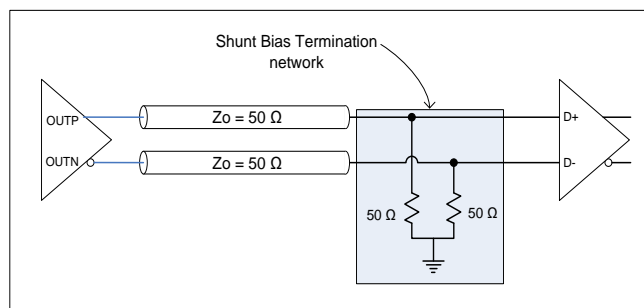 Shunt Bias Termination
network
OUTP
Zo = 50 Ω
D+
OUTN
Zo = 50 Ω
D-
50 Ω
50 Ω